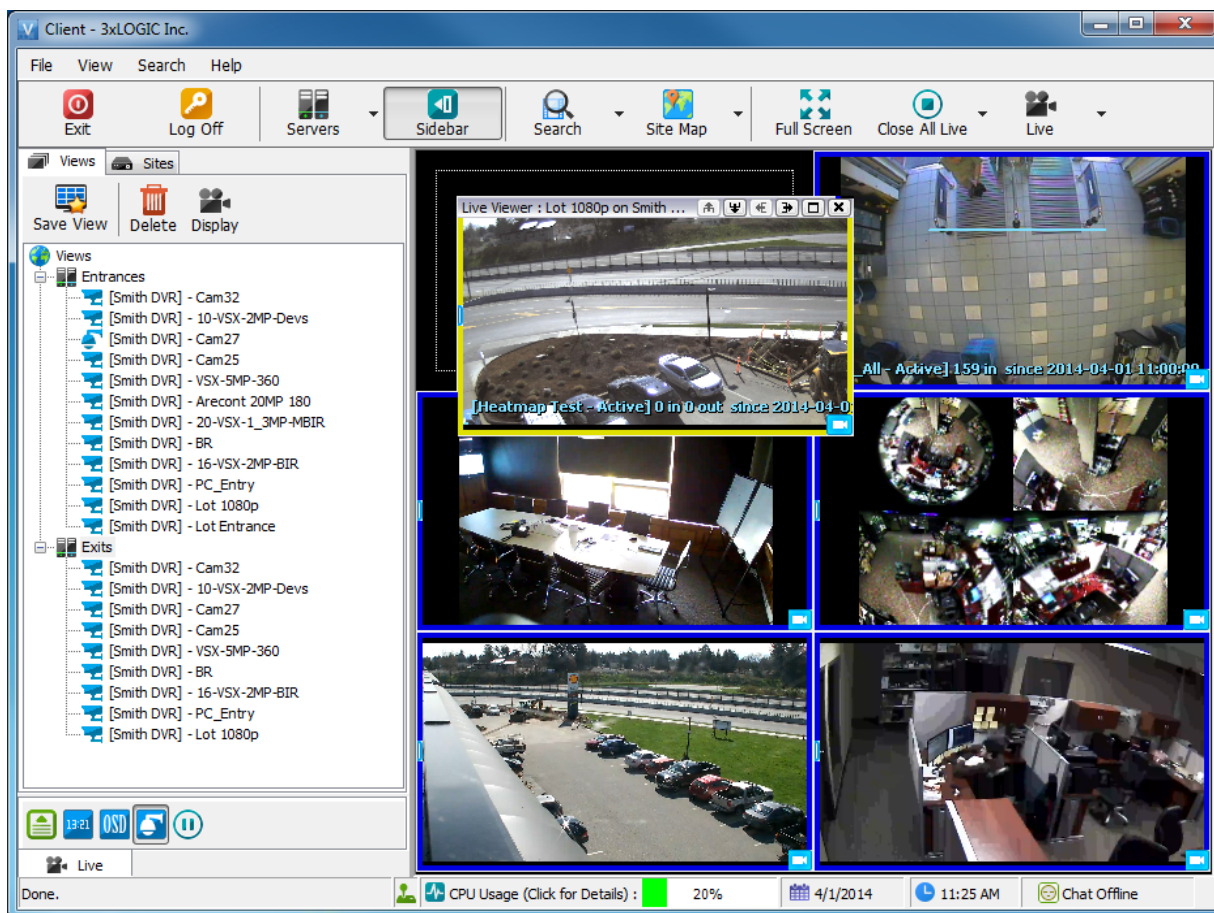 Client - 3xLOGIC Inc.
File View Search Help
Exit Log Off Servers Sidebar Search Site Map Full Screen Close All Live Live
Views Sites
Save View Delete Display
Views
Entrances
[Smith DVR] - Cam32
[Smith DVR] - 10-VSX-2MP-Devs
[Smith DVR] - Cam27
[Smith DVR] - Cam25
[Smith DVR] - VSX-5MP-360
[Smith DVR] - Arecont 20MP 180
[Smith DVR] - 20-VSX-1_3MP-MBIR
[Smith DVR] - BR
[Smith DVR] - 16-VSX-2MP-BIR
[Smith DVR] - PC_Entry
[Smith DVR] - Lot 1080p
[Smith DVR] - Lot Entrance
Exits
[Smith DVR] - Cam32
[Smith DVR] - 10-VSX-2MP-Devs
[Smith DVR] - Cam27
[Smith DVR] - Cam25
[Smith DVR] - VSX-5MP-360
[Smith DVR] - BR
[Smith DVR] - 16-VSX-2MP-BIR
[Smith DVR] - PC_Entry
[Smith DVR] - Lot 1080p
13:21 OSD
Live
Live Viewer : Lot 1080p on Smith ...
[Heatmap Test - Active] 0 in 0 out since 2014-04-0
_All - Active] 159 in since 2014-04-01 11:00:00
Done. CPU Usage (Click for Details) : 20% 4/1/2014 11:25 AM Chat Offline